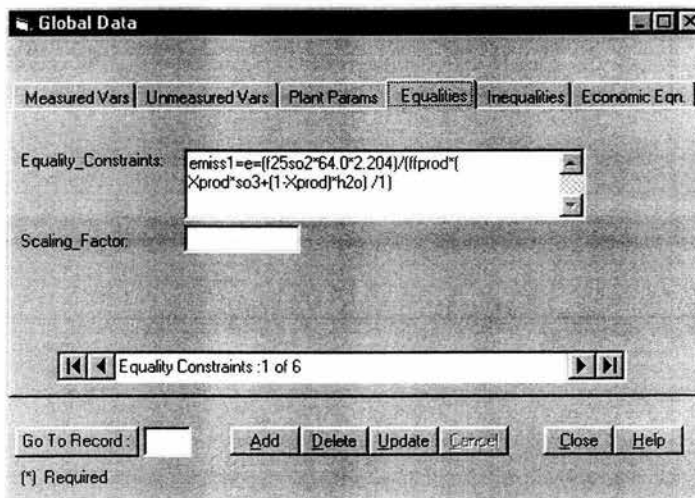 Global Data
Measured Vars Unmeasured Vars Plant Params Equalities Inequalities Economic Eqn.
Equality_Constraints: emiss1=e=(f25so2*64.0*2.204)/(ffprod*(
Xprod*so3+(1-Xprod)*h2o) /1)
Scaling_Factor:
Equality Constraints :1 of 6
Go To Record : Add Delete Update Cancel Close Help
(*) Required